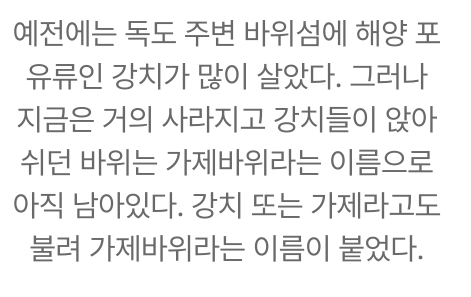 예전에는 독도 주변 바위섬에 해양 포
유류인 강치가 많이 살았다. 그러나
지금은 거의 사라지고 강치들이 앉아
쉬던 바위는 가제바위라는 이름으로
아직 남아있다. 강치 또는 가제라고도
불려 가제바위라는 이름이 붙었다.